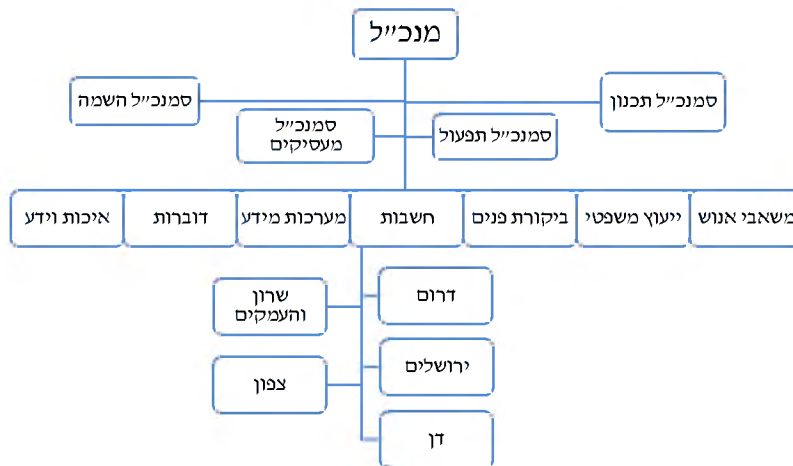 מנכ״ל
סמנכ״ל תכנון
סמנכ״ל השמה
סמנכ״ל תפעול
סמנכ״ל
מעסיקים
משאבי אנוש
ייעוץ משפטי
ביקורת פנים
חשבות
מערכות מידע
דוברות
איכות וידע
דרום
שרון
והעמקים
ירושלים
צפון
דן